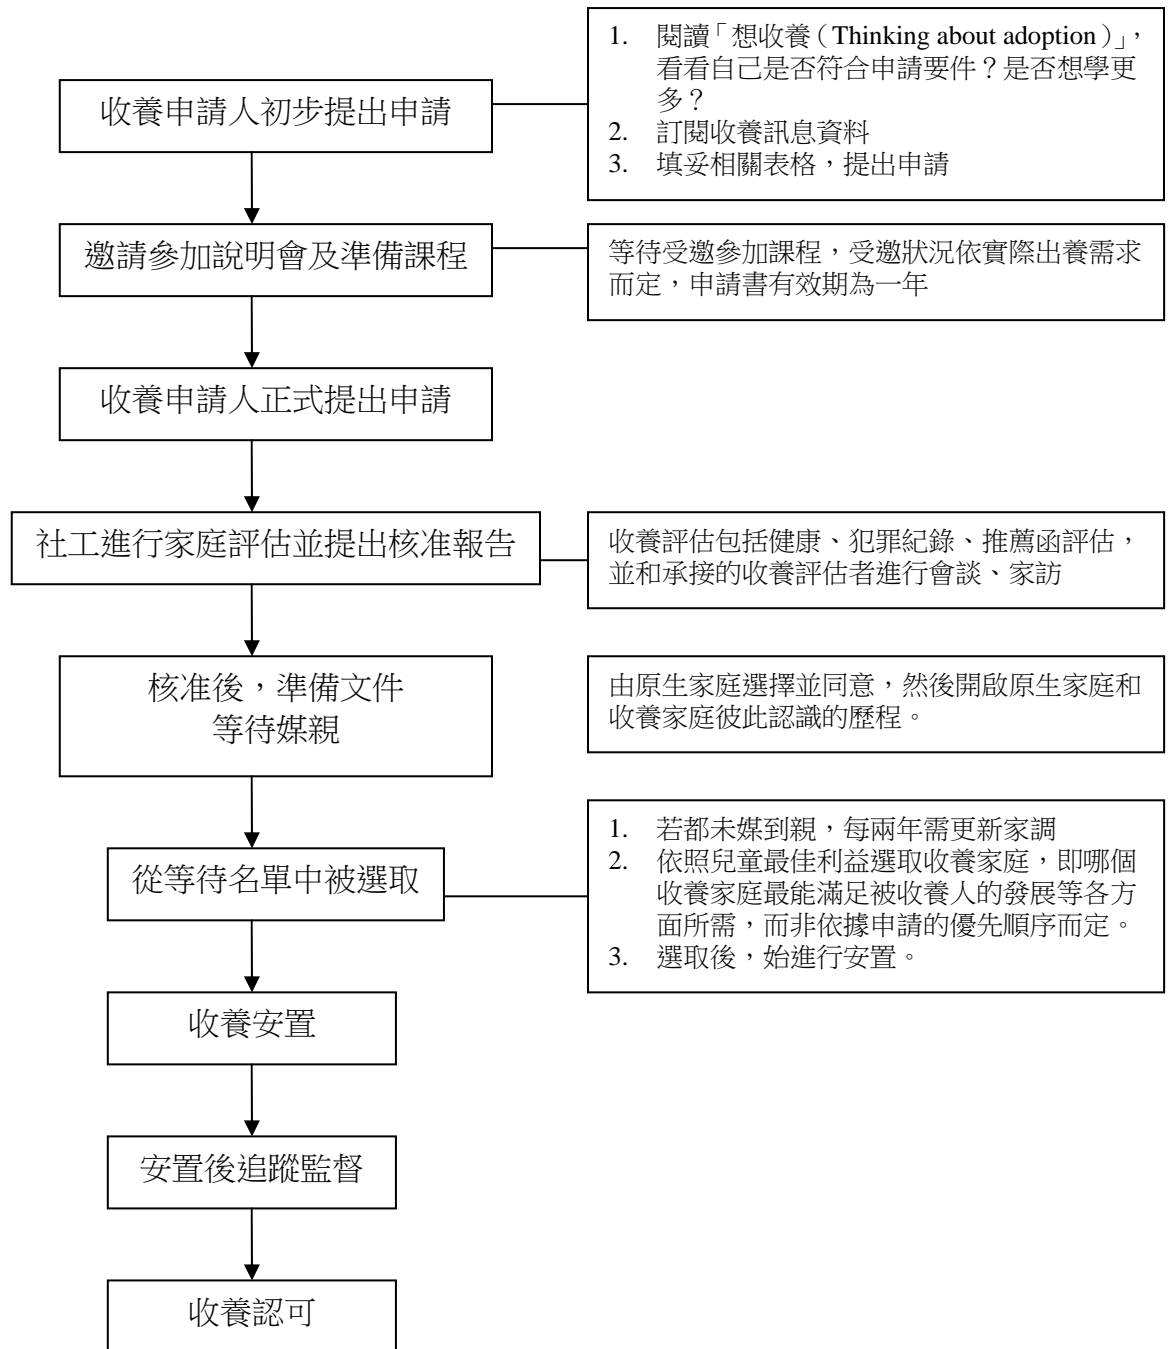 收養申請人初步提出申請
1. 閱讀「想收養（Thinking about adoption）」，
看看自己是否符合申請要件？是否想學更
多？
2. 訂閱收養訊息資料
3. 填妥相關表格，提出申請
邀請參加說明會及準備課程
等待受邀參加課程，受邀狀況依實際出養需求
而定，申請書有效期為一年
收養申請人正式提出申請
社工進行家庭評估並提出核准報告
收養評估包括健康、犯罪紀錄、推薦函評估，
並和承接的收養評估者進行會談、家訪
核准後，準備文件
等待媒親
由原生家庭選擇並同意，然後開啟原生家庭和
收養家庭彼此認識的歷程。
從等待名單中被選取
1. 若都未媒到親，每兩年需更新家調
2. 依照兒童最佳利益選取收養家庭，即哪個
收養家庭最能滿足被收養人的發展等各方
面所需，而非依據申請的優先順序而定。
3. 選取後，始進行安置。
收養安置
安置後追蹤監督
收養認可